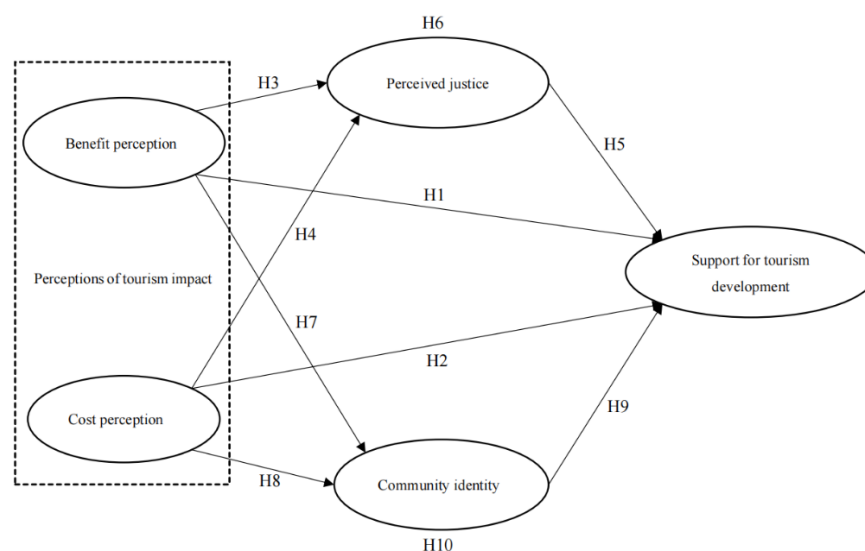 H6
H3
Perceived justice
Benefit perception
H5
H1
H4
Support for tourism
development
Perceptions of tourism impact
H7
H2
H9
Cost perception
H8
Community identity
H10